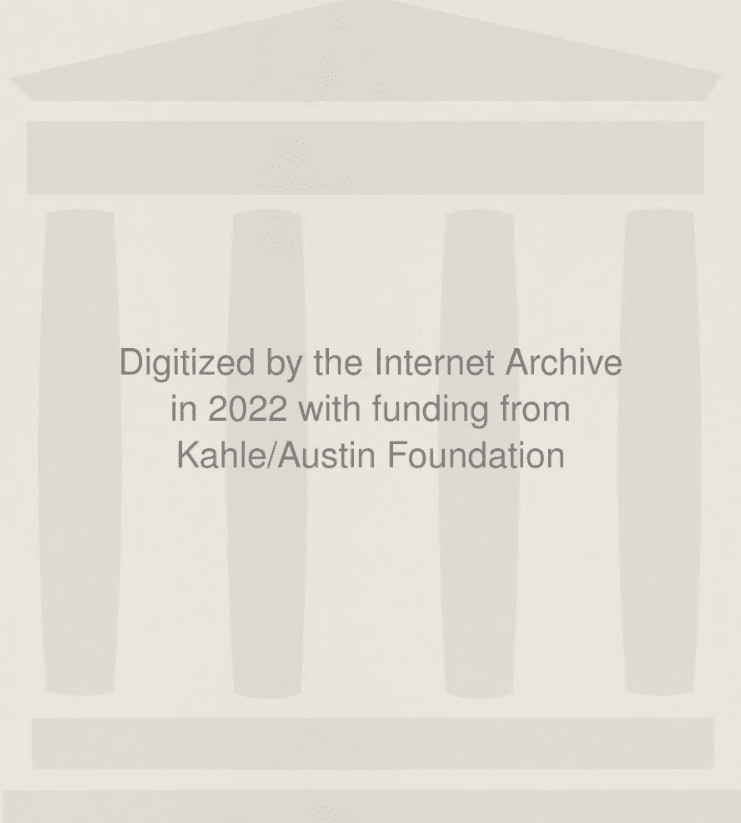 Digitized by the Internet Archive
in 2022 with funding from
Kahle/Austin Foundation